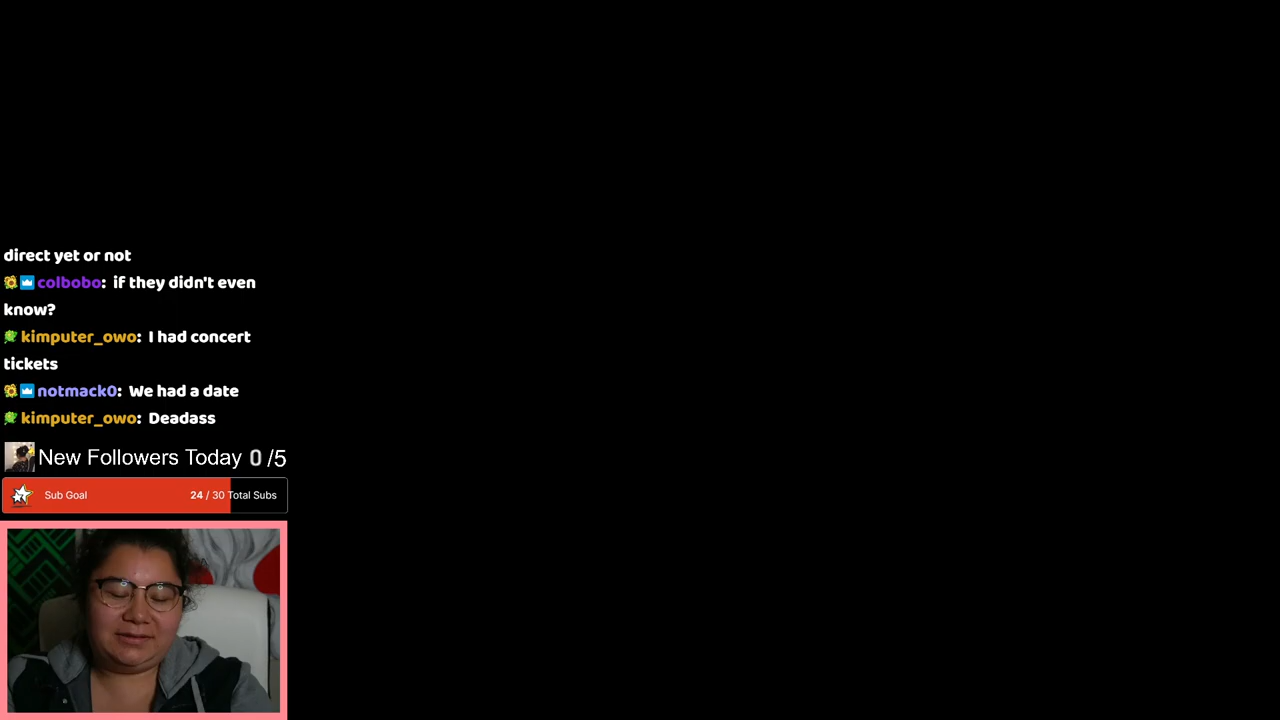 direct yet or not
colbobo: if they didn't even
know?
kimputer_owo: I had concert
tickets
notmack0: We had a date
kimputer_owo: Deadass
New Followers Today 0 /5
Sub Goal 24 / 30 Total Subs